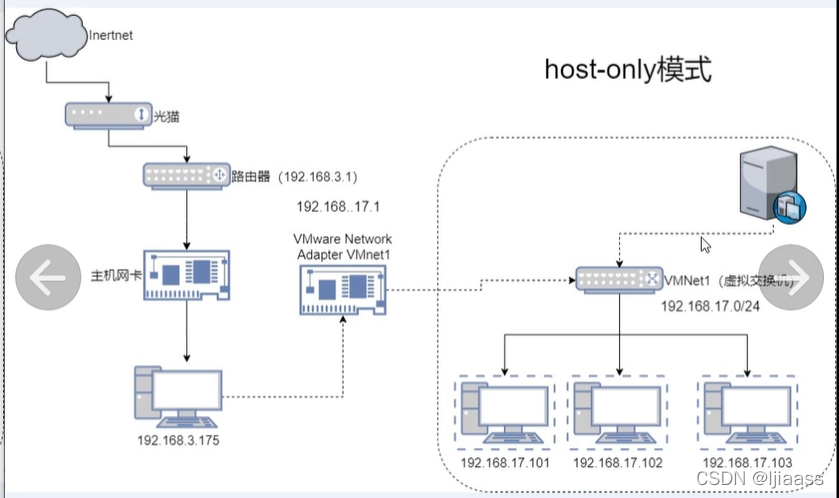 Inertnet
host-only模式
光猫
路由器（192.168.3.1）
192.168..17.1
VMware Network
Adapter VMnet1
主机网卡
VMNet1（虚拟交换机）
192.168.17.0/24
192.168.3.175
192.168.17.101
192.168.17.102
192.168.17.103
CSDN @ljiaass